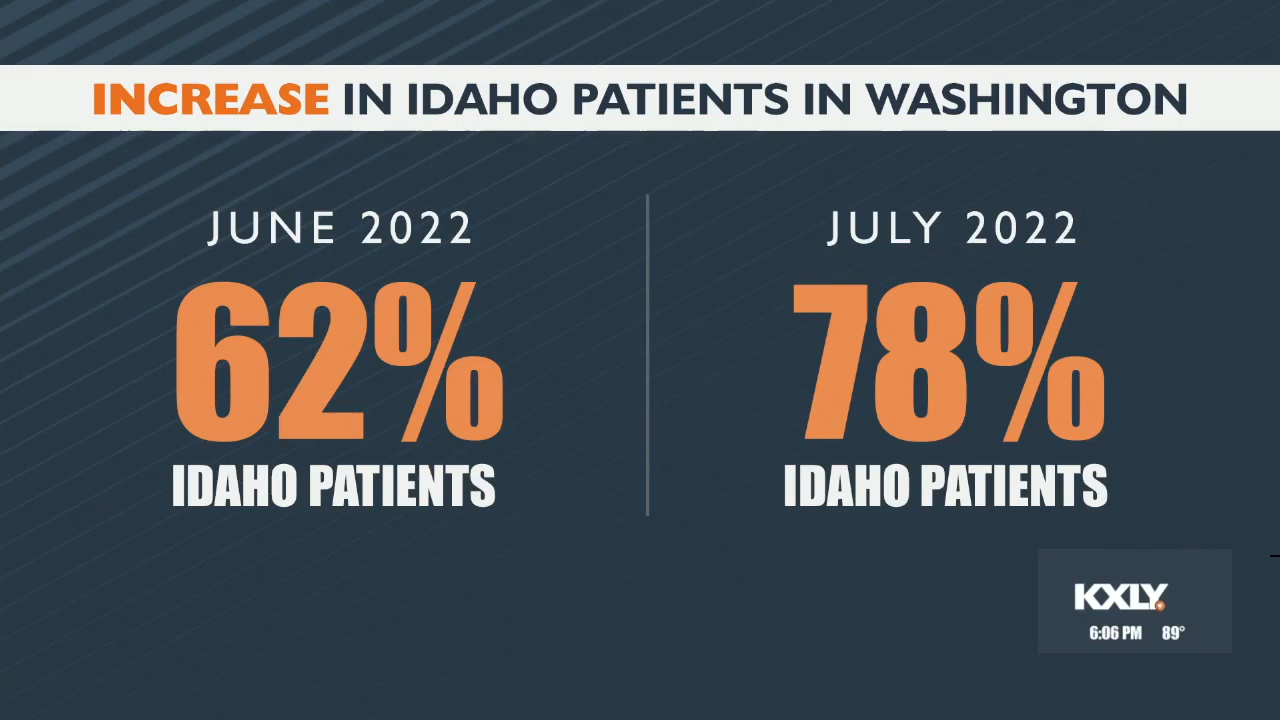 INCREASE IN IDAHO PATIENTS IN WASHINGTON
JUNE 2022
62%
IDAHO PATIENTS
JULY 2022
78%
IDAHO PATIENTS
KXLY
6:06 PM 89°